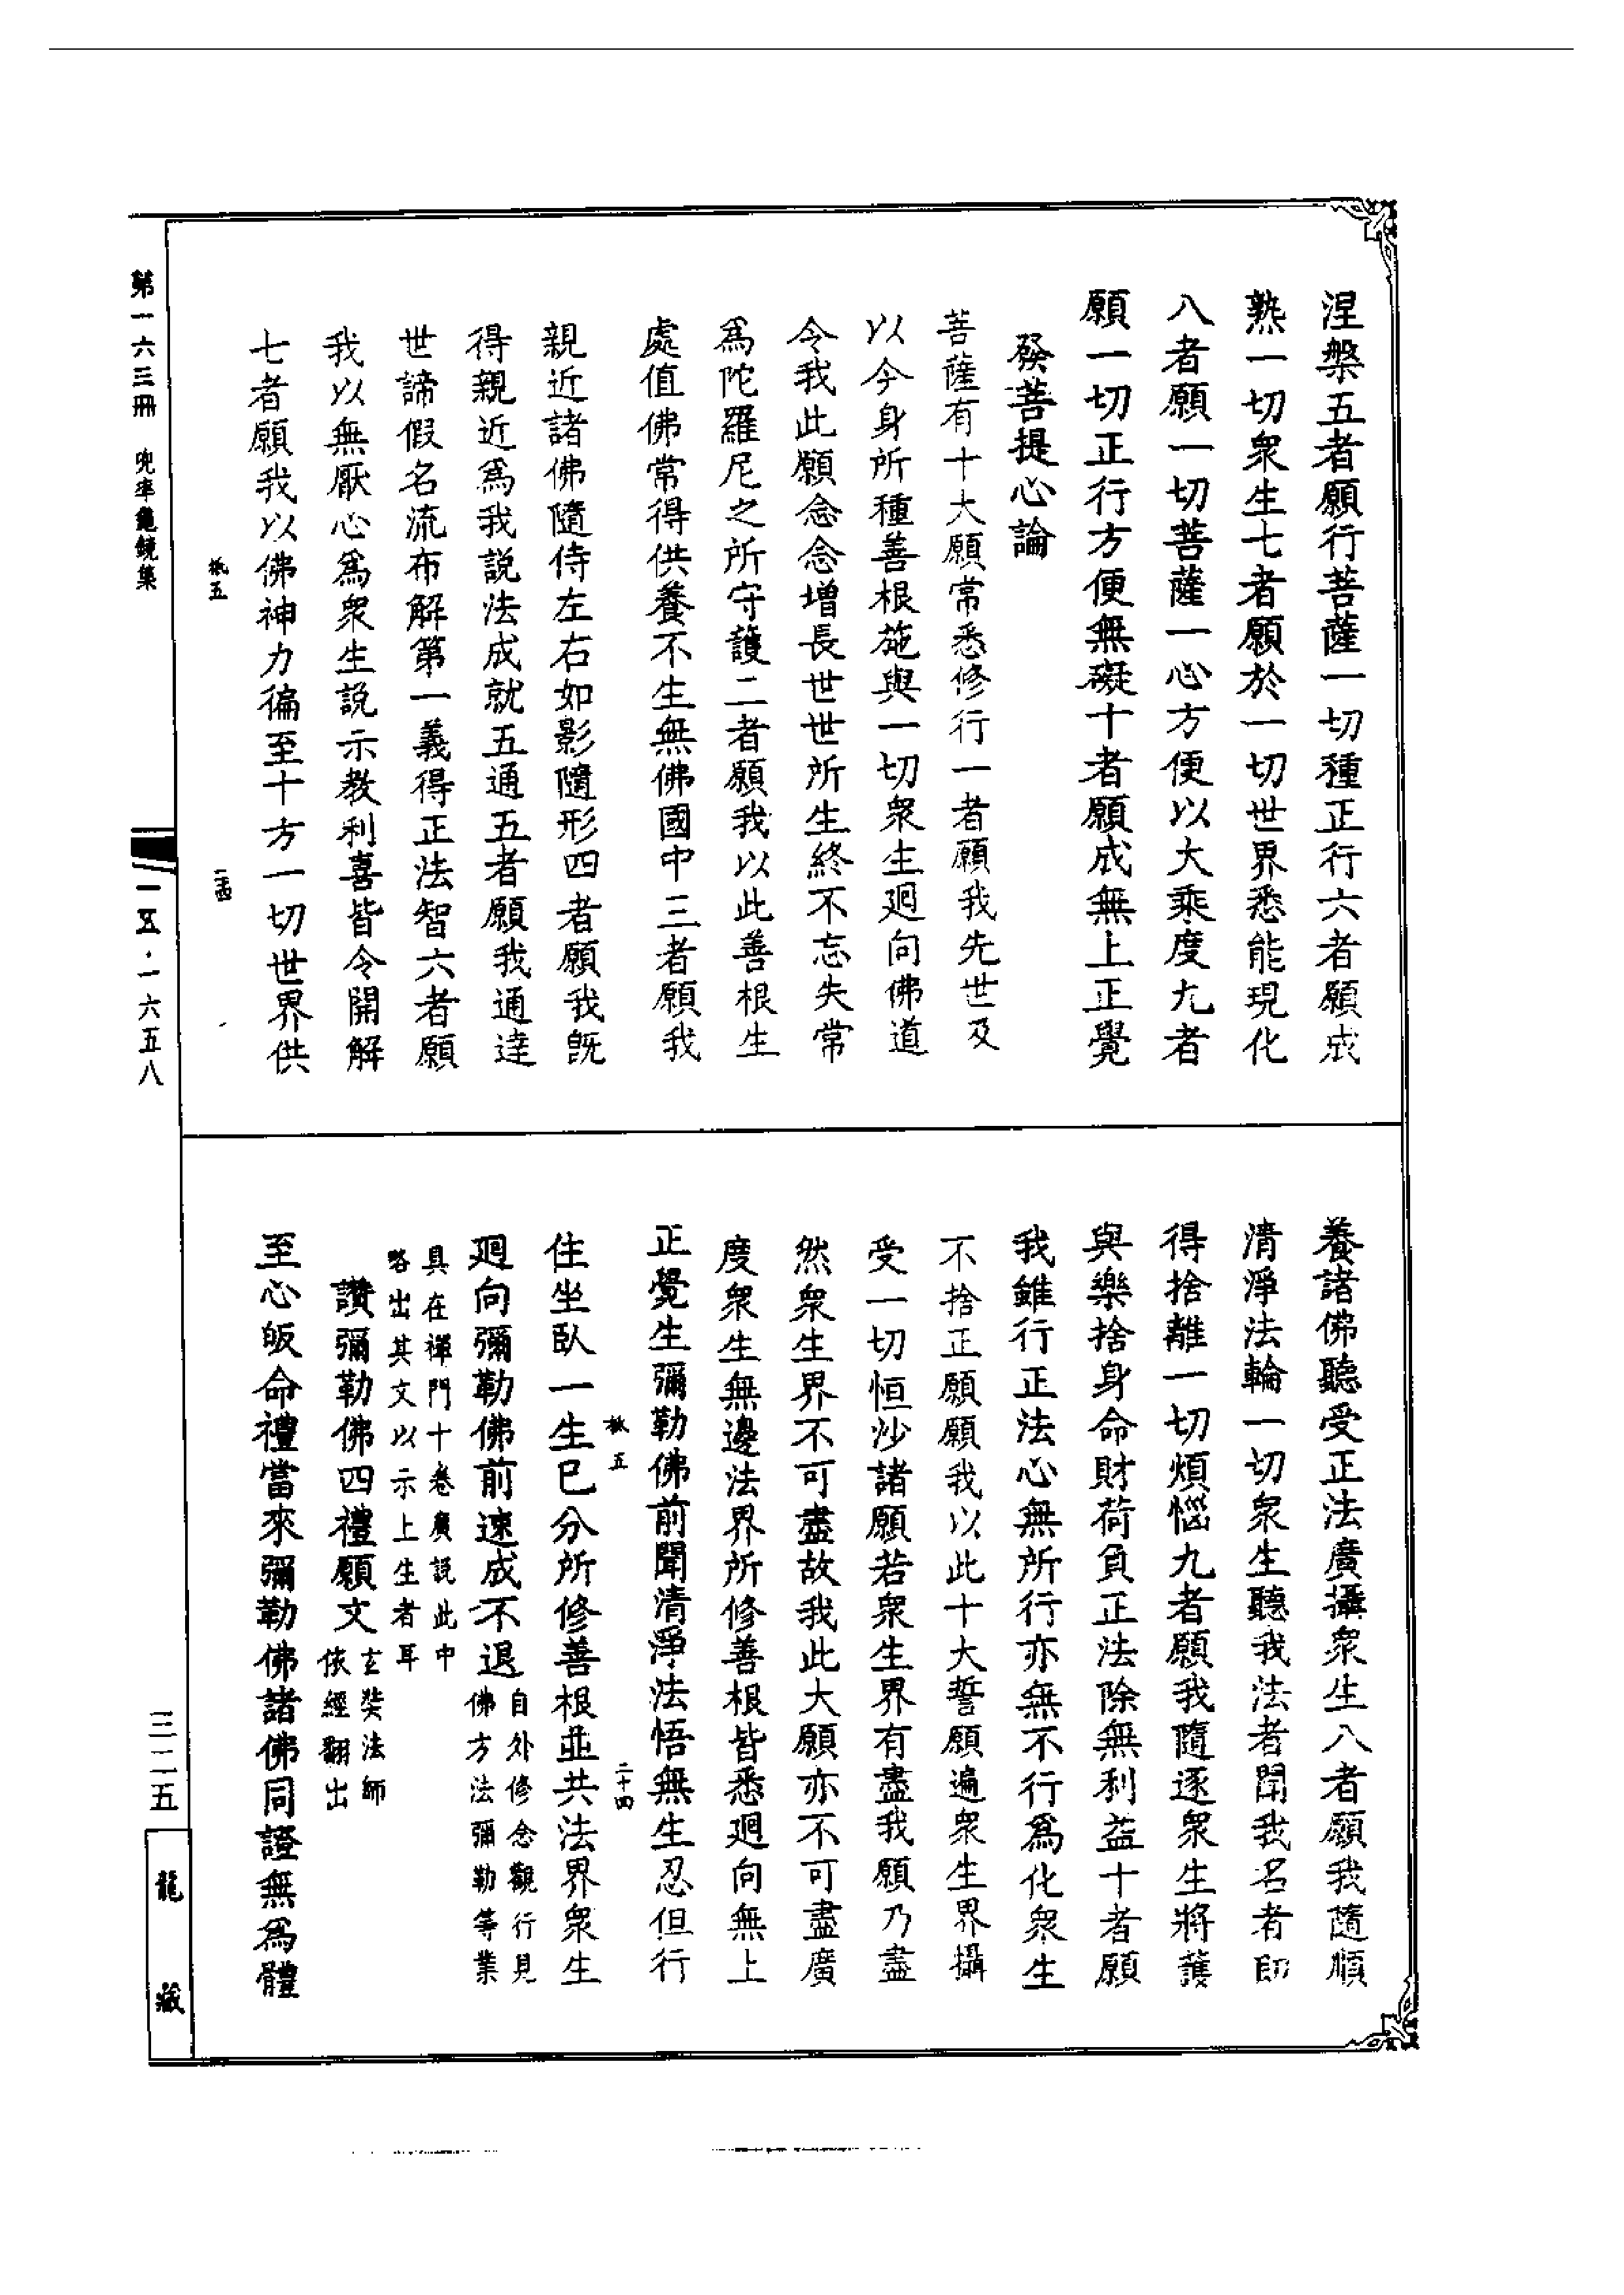 涅槃五者願行菩薩一切種正行六者願成
熟一切衆生七者願於一切世界悉能現化
八者願一切菩薩一心方便以大乘度九者
願一切正行方便無礙十者願成無上正覺
發菩提心論
菩薩有十大願常悉修行一者願我先世及
以今身所種善根施與一切衆生迴向佛道
令我此願念念增長世世所生終不忘失常
爲陀羅尼之所守護二者願我以此善根生
處值佛常得供養不生無佛國中三者願我
親近諸佛隨侍左右如影隨形四者願我旣
得親近爲我說法成就五通五者願我通達
世諦假名流布解第一義得正法智六者願
我以無厭心爲衆生說示教利喜皆令開解
七者願我以佛神力徧至十方一切世界供
養諸佛聽受正法廣攝衆生八者願我隨順
清淨法輪一切衆生聽我法者聞我名者卽
得捨離一切煩惱九者願我隨逐衆生將護
與樂捨身命財荷負正法除無利益十者願
我雖行正法心無所行亦無不行爲化衆生
不捨正願願我以此十大誓願遍衆生界攝
受一切恒沙諸願若衆生界有盡我願乃盡
然衆生界不可盡故我此大願亦不可盡廣
度衆生無邊法界所修善根皆悉迴向無上
正覺生彌勒佛前聞清淨法悟無生忍但行
秪五
二十四
住坐臥一生已分所修善根並共法界衆生
迴向彌勒佛前速成不退 自外修念觀行見
佛方法彌勒等業
具在禪門十卷廣說此中
略出其文以示上生者耳
讚彌勒佛四禮願文 玄奘法師
依經翻出
至心皈命禮當來彌勒佛諸佛同證無爲體
秪五
二十四
第一六三冊 兜率龜鏡集
一五五·一六五八
三二五
龍藏